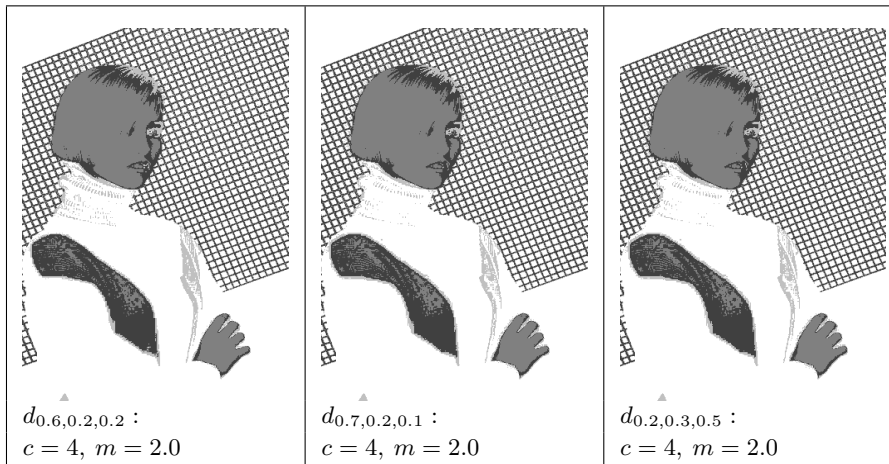 d0.6,0.2,0.2 :
c = 4, m = 2.0
d0.7,0.2,0.1 :
c = 4, m = 2.0
d0.2,0.3,0.5 :
c = 4, m = 2.0